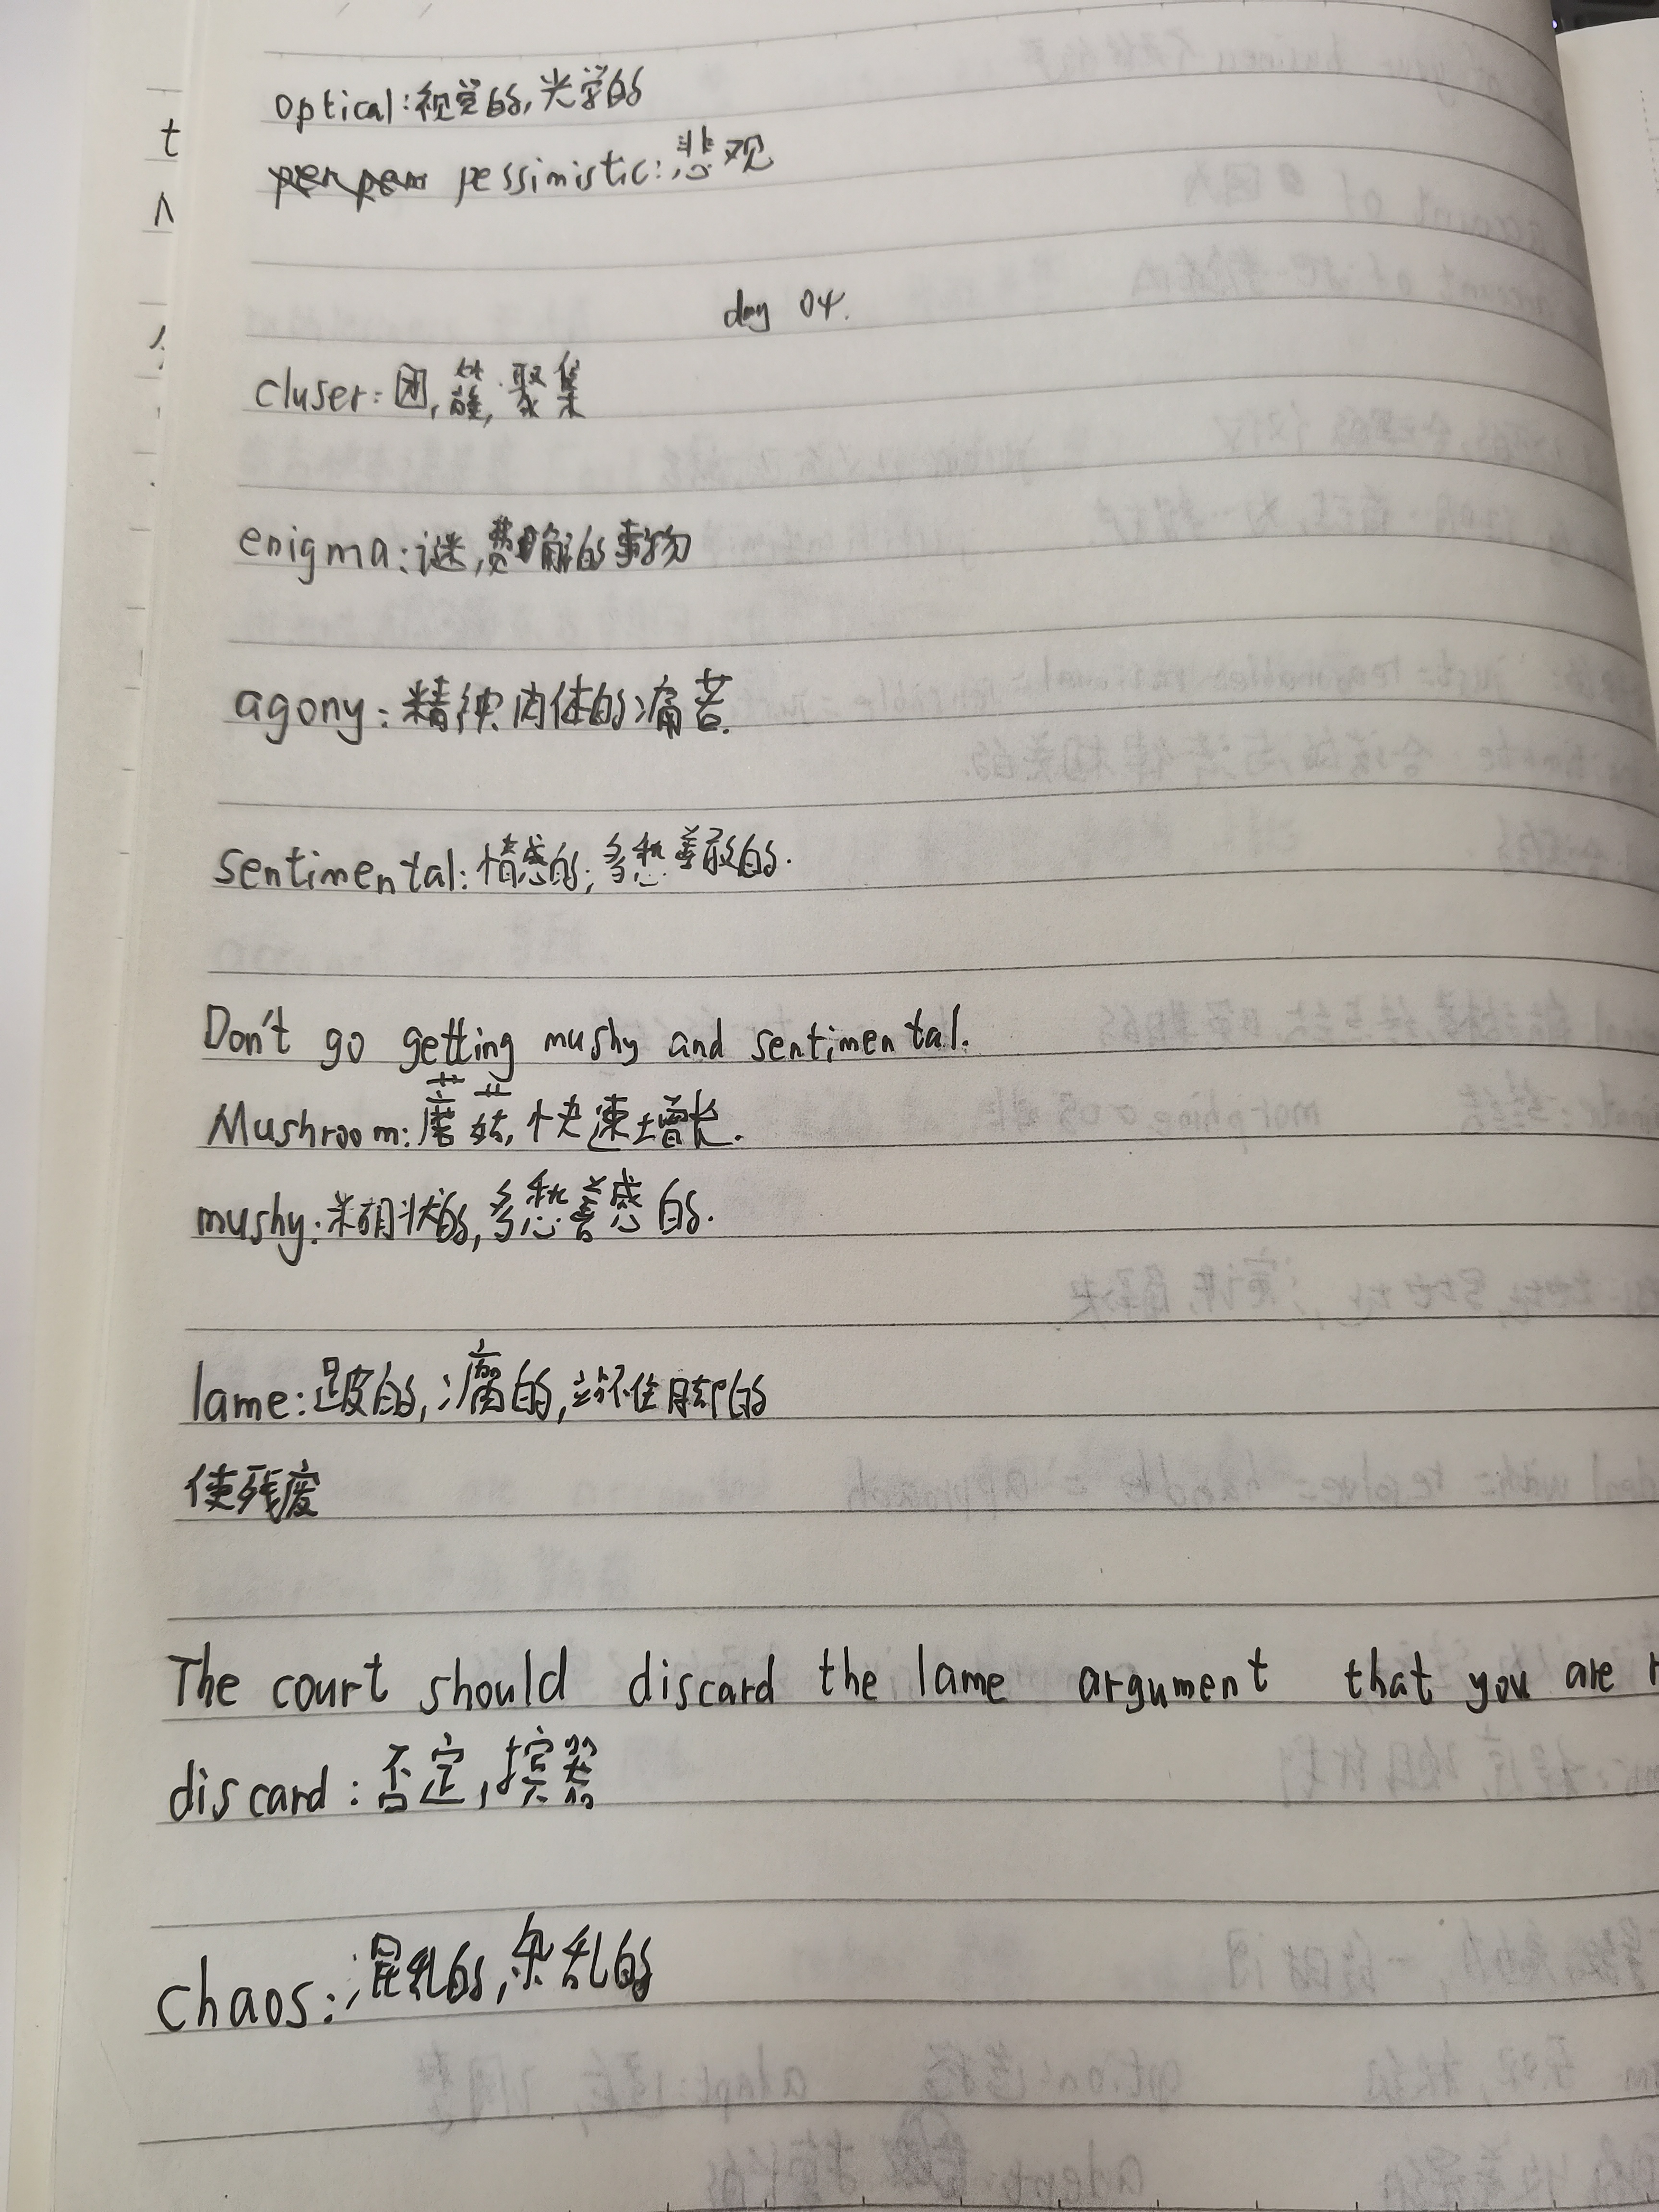 optical:视觉的,光学的
pessimistic:悲观
day 04.
cluser:团,簇,聚集
enigma:谜,费解的事物
agony:精神,肉体的痛苦.
sentimental:情感的,多愁善感的.
Don't go getting mushy and sentimental.
Mushroom:蘑菇,快速增长.
mushy:糊状的,多愁善感的.
lame:跛的,瘸的,站不住脚的
使残废
The court should discard the lame argument that you are
discard:否定,摈弃
chaos:混乱的,杂乱的